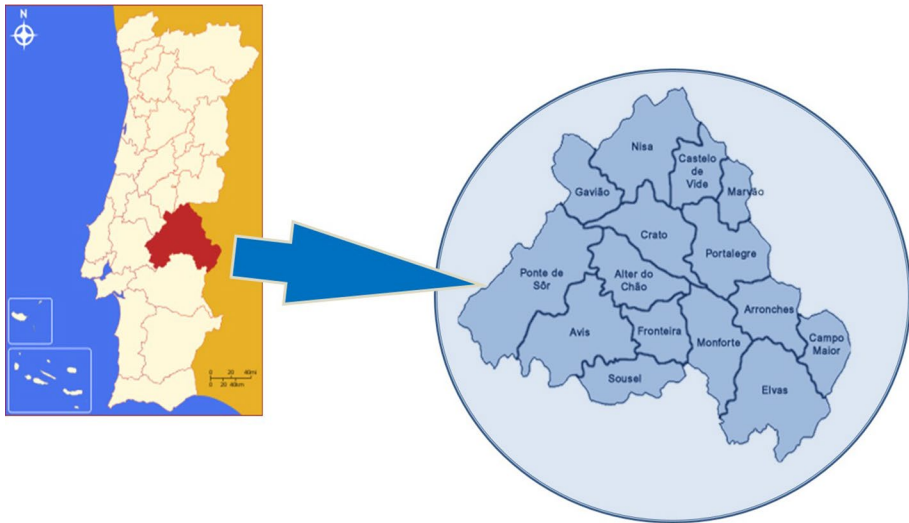 N
0 20 40mi
0 20 40km
Nisa
Castelo
de
Vide
Gavião
Marvão
Crato
Portalegre
Ponte de
Sôr
Alter do
Chão
Arronches
Avis
Fronteira
Monforte
Campo
Maior
Sousel
Elvas